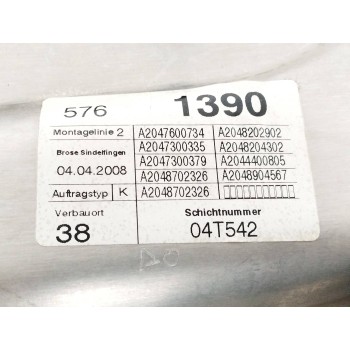 576 1390
Montagelinie 2 A2047600734 A2048202902
Brose Sindelfingen A2047300335 A2048204302
04.04.2008 A2047300379 A2044400805
A2048702326 A2048904567
Auftragstyp K A2048702326
Verbauort Schichtnummer
38 04T542